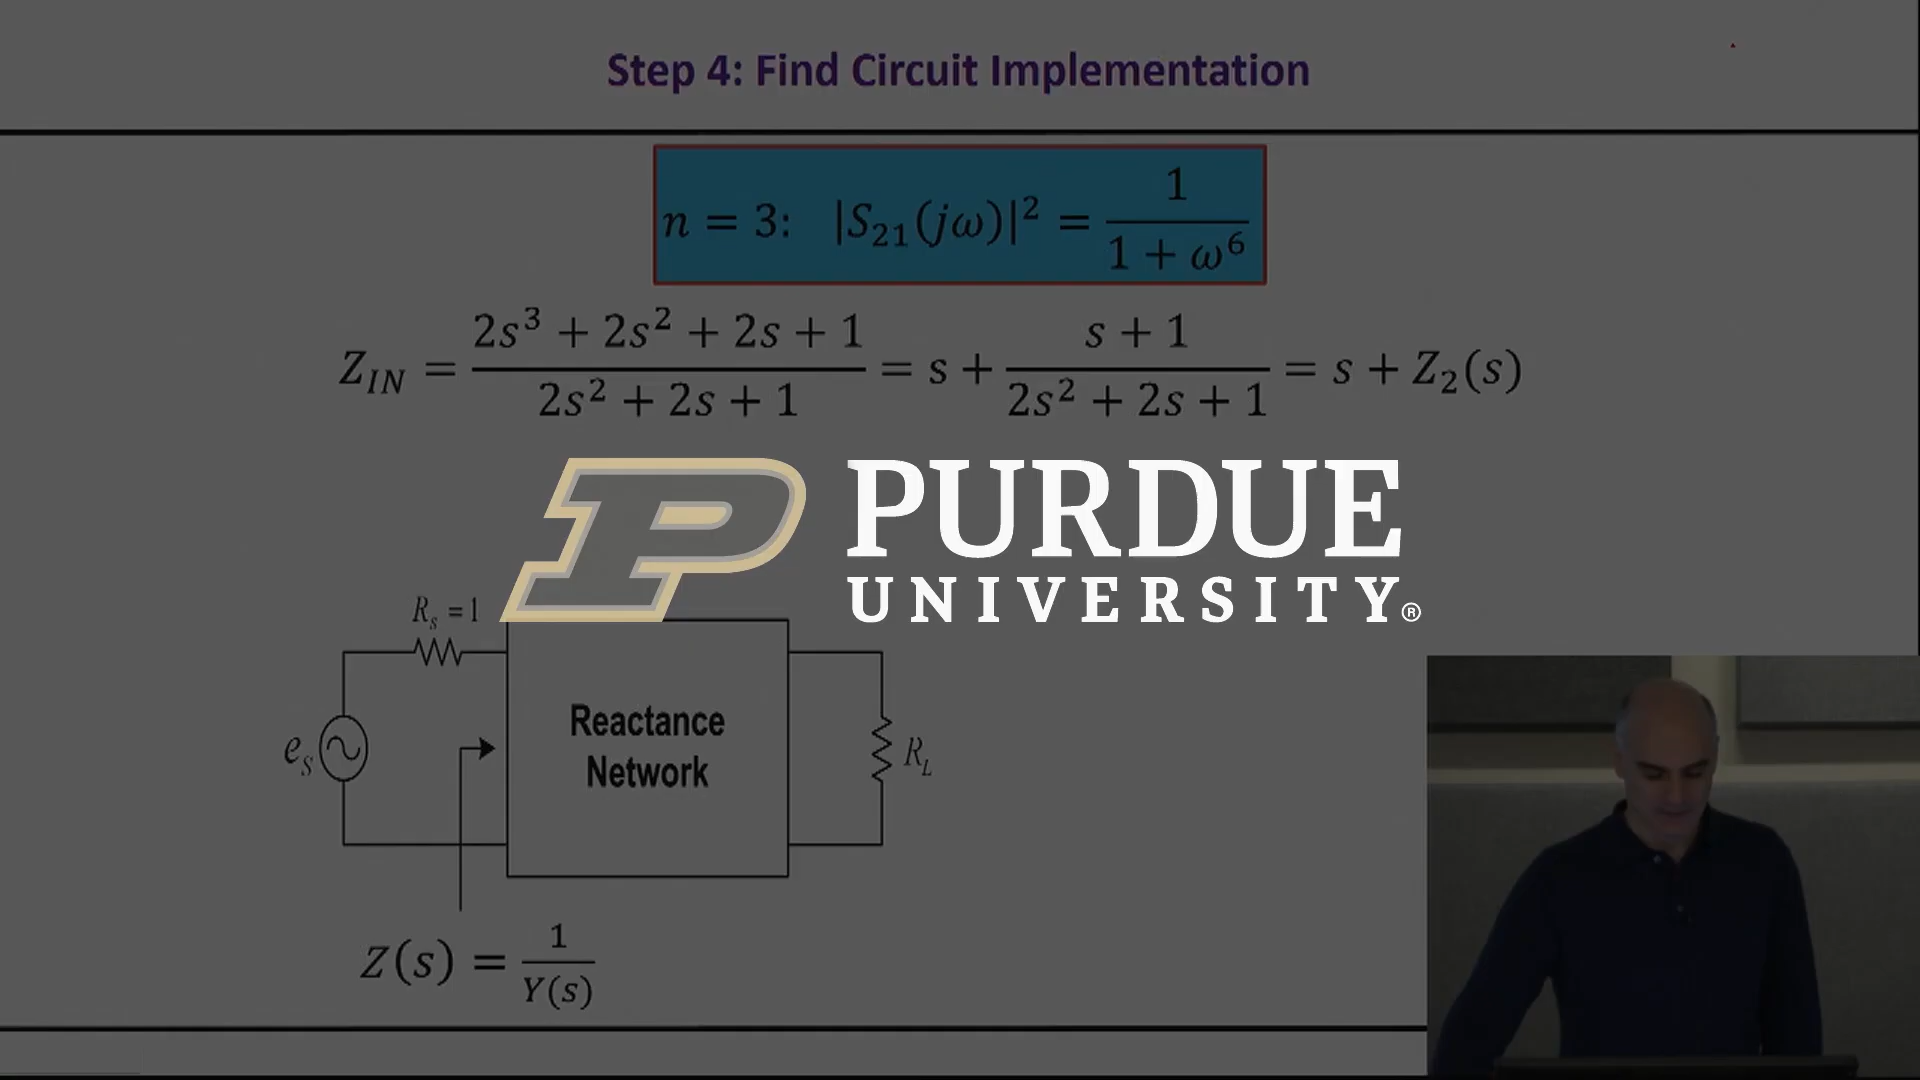 Step 4: Find Circuit Implementation
n = 3: |S₂₁(jω)|² = 1 / (1 + ω⁶)
Z_IN = (2s³ + 2s² + 2s + 1) / (2s² + 2s + 1) = s + (s + 1) / (2s² + 2s + 1) = s + Z₂(s)
P PURDUE
UNIVERSITY®
R_s = 1
Reactance
Network
e_S
R_L
Z(s) = 1 / Y(s)